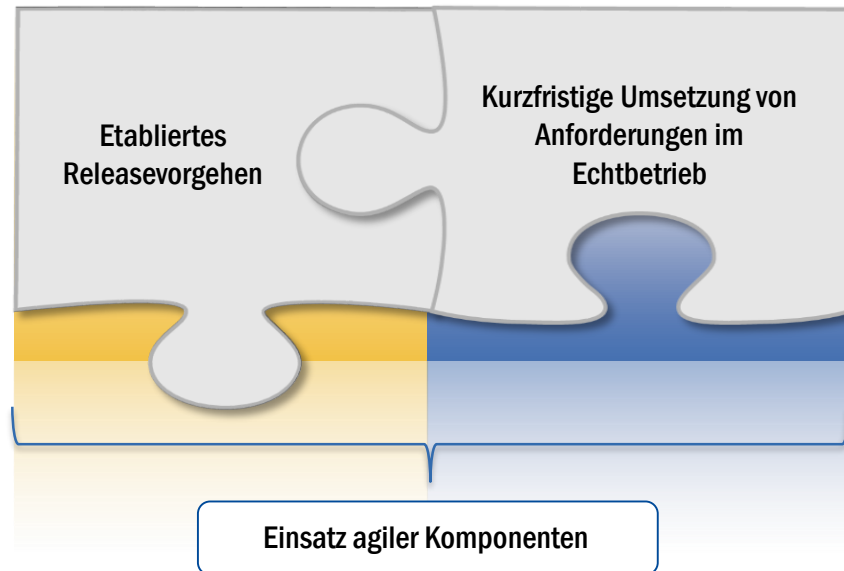 Etabliertes
Releasevorgehen
Kurzfristige Umsetzung von
Anforderungen im
Echtbetrieb
Einsatz agiler Komponenten